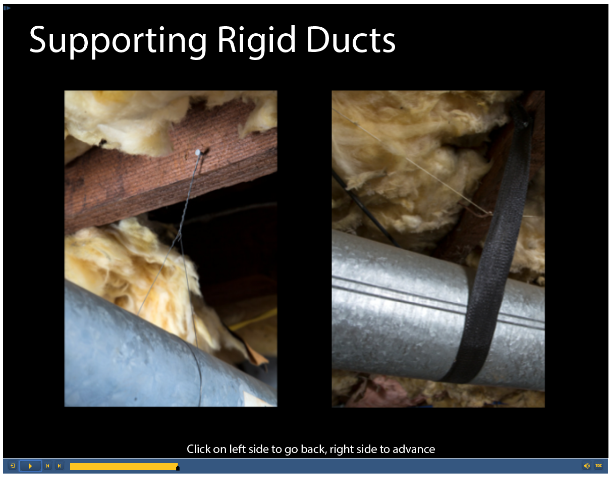 Supporting Rigid Ducts
Click on left side to go back, right side to advance